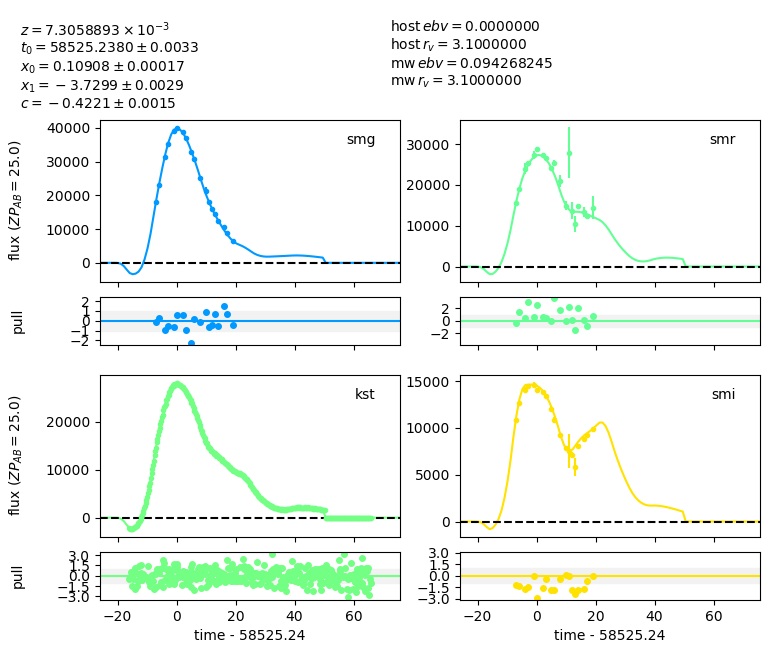 z = 7.3058893 × 10⁻³
t₀ = 58525.2380 ± 0.0033
x₀ = 0.10908 ± 0.00017
x₁ = −3.7299 ± 0.0029
c = −0.4221 ± 0.0015
host ebv = 0.0000000
host r_v = 3.1000000
mw ebv = 0.094268245
mw r_v = 3.1000000
smg
40000
30000
20000
10000
0
flux (ZP_AB = 25.0)
smr
30000
20000
10000
0
2
1
0
−1
−2
pull
2
0
−2
kst
20000
10000
0
flux (ZP_AB = 25.0)
smi
15000
10000
5000
0
3.0
1.5
0.0
−1.5
−3.0
pull
−20 0 20 40 60
time - 58525.24
3.0
1.5
0.0
−1.5
−3.0
−20 0 20 40 60
time - 58525.24